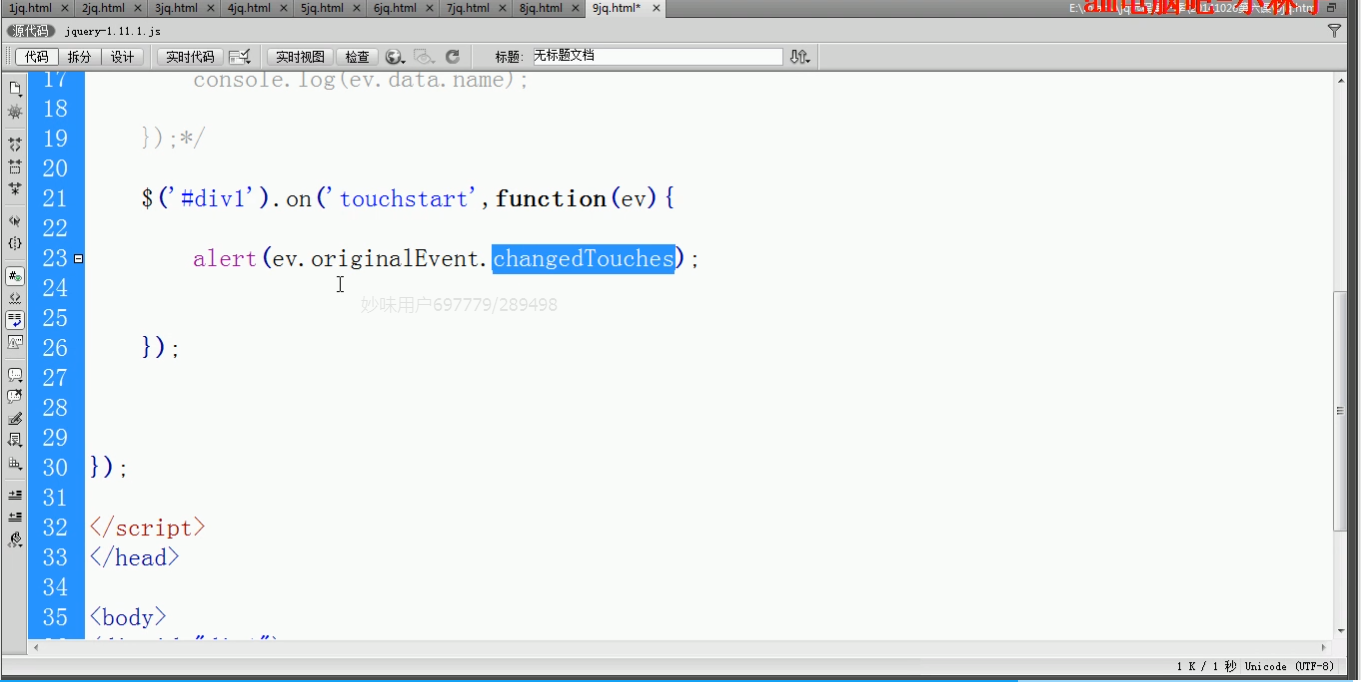 1jq.html 2jq.html 3jq.html 4jq.html 5jq.html 6jq.html 7jq.html 8jq.html 9jq.html*
源代码 jquery-1.11.1.js
代码 拆分 设计 实时代码 实时视图 检查 标题: 无标题文档
17 console.log(ev.data.name);
18
19 });*/
20
21 $('#div1').on('touchstart',function(ev){
22
23 alert(ev.originalEvent.changedTouches);
24
妙味用户697779/289498
25
26 });
27
28
29
30 });
31
32 </script>
33 </head>
34
35 <body>
1 K / 1 秒 Unicode (UTF-8)